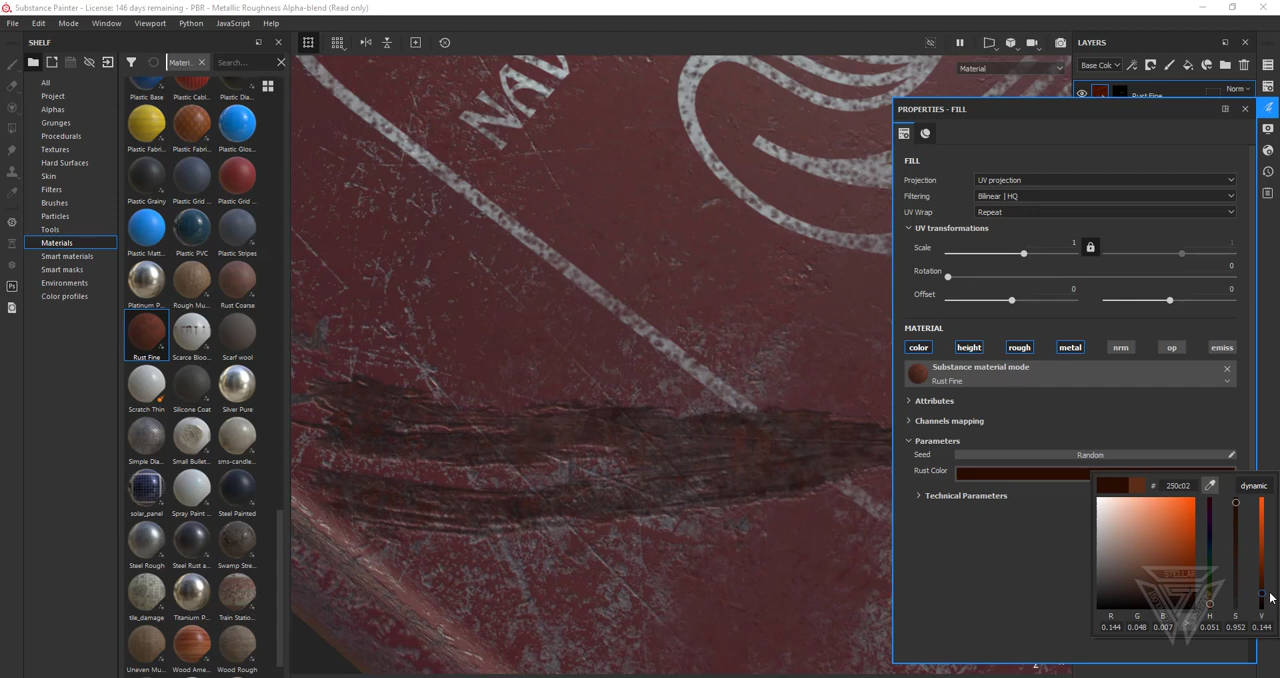 Substance Painter - License: 146 days remaining - PBR - Metallic Roughness Alpha-blend (Read only)
File Edit Mode Window Viewport Python JavaScript Help
SHELF
Materi...
Search...
All
Project
Alphas
Grunges
Procedurals
Textures
Hard Surfaces
Skin
Filters
Brushes
Particles
Tools
Materials
Smart materials
Smart masks
Environments
Color profiles
Plastic Base Plastic Cabl... Plastic Dia...
Plastic Fabri... Plastic Fabri... Plastic Glos...
Plastic Grainy Plastic Grid ... Plastic Grid ...
Plastic Matt... Plastic PVC Plastic Stripes
Platinum P... Rough Mu... Rust Coarse
Rust Fine Scarce Bloo... Scarf wool
Scratch Thin Silicone Coat Silver Pure
Simple Dia... Small Bullet... sms-candle...
solar_panel Spray Paint ... Steel Painted
Steel Rough Steel Rust a... Swamp Stre...
tile_damage Titanium P... Train Statio...
Uneven Mu... Wood Ame... Wood Rough
Ps
NAV
Material
LAYERS
Base Col
Norm
Rust Fine
PROPERTIES - FILL
FILL
Projection UV projection
Filtering Bilinear | HQ
UV Wrap Repeat
UV transformations
Scale 1 1
Rotation 0
Offset 0 0
MATERIAL
color height rough metal nrm op emiss
Substance material mode
Rust Fine
Attributes
Channels mapping
Parameters
Seed Random
Rust Color
Technical Parameters
# 250c02 dynamic
STELLAR
R G B H S V
0.144 0.048 0.007 0.051 0.952 0.144